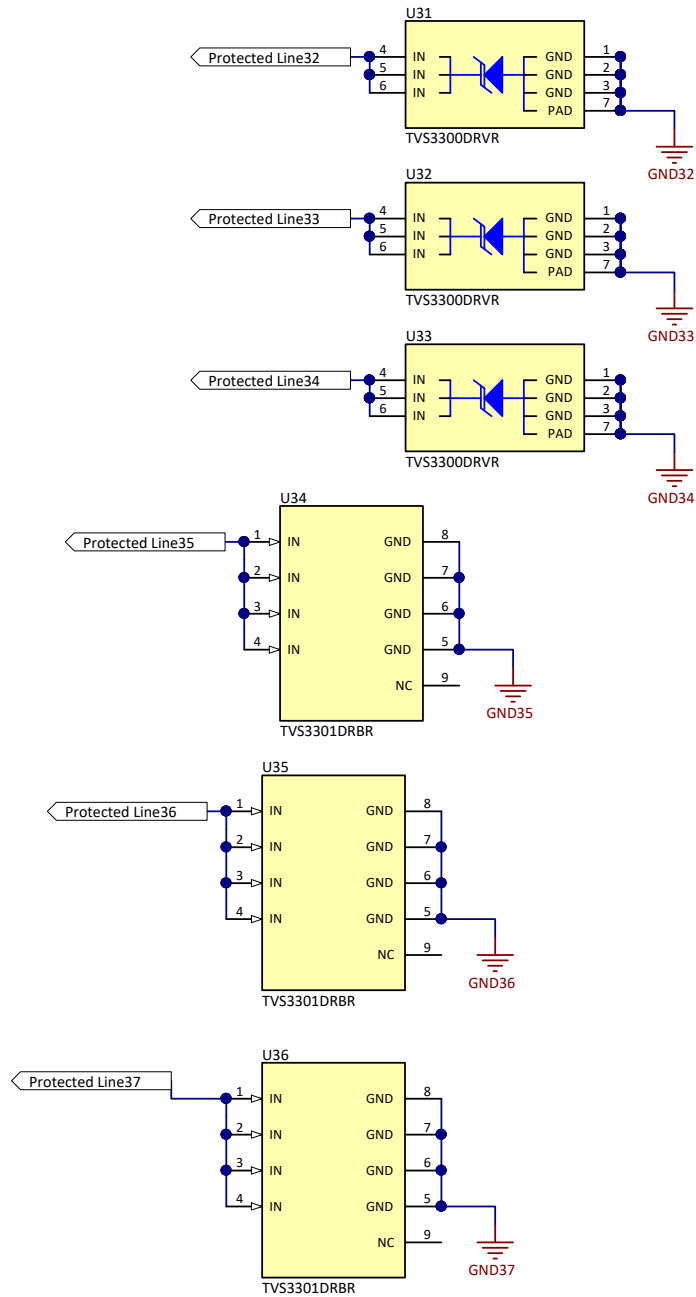 U31
Protected Line32 4 IN GND 1
5 IN GND 2
6 IN GND 3
PAD 7
TVS3300DRVR
GND32
U32
Protected Line33 4 IN GND 1
5 IN GND 2
6 IN GND 3
PAD 7
TVS3300DRVR
GND33
U33
Protected Line34 4 IN GND 1
5 IN GND 2
6 IN GND 3
PAD 7
TVS3300DRVR
GND34
U34
Protected Line35 1 IN GND 8
2 IN GND 7
3 IN GND 6
4 IN GND 5
NC 9
GND35
TVS3301DRBR
U35
Protected Line36 1 IN GND 8
2 IN GND 7
3 IN GND 6
4 IN GND 5
NC 9
GND36
TVS3301DRBR
U36
Protected Line37 1 IN GND 8
2 IN GND 7
3 IN GND 6
4 IN GND 5
NC 9
GND37
TVS3301DRBR